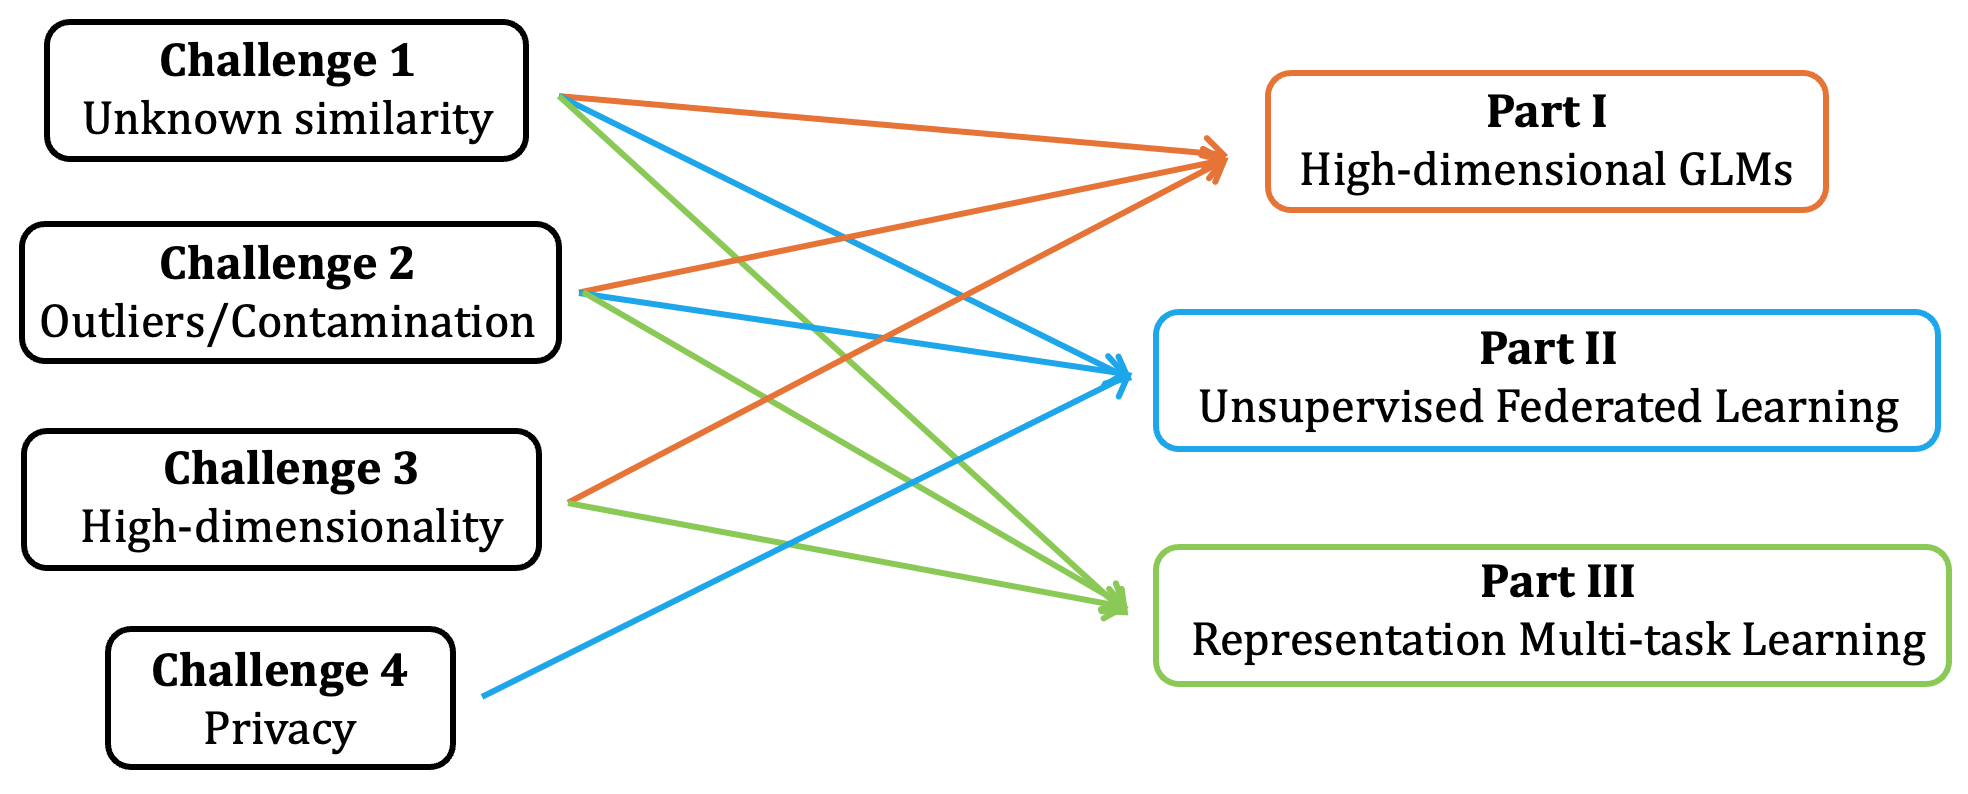 Challenge 1
Unknown similarity
Challenge 2
Outliers/Contamination
Challenge 3
High-dimensionality
Challenge 4
Privacy
Part I
High-dimensional GLMs
Part II
Unsupervised Federated Learning
Part III
Representation Multi-task Learning